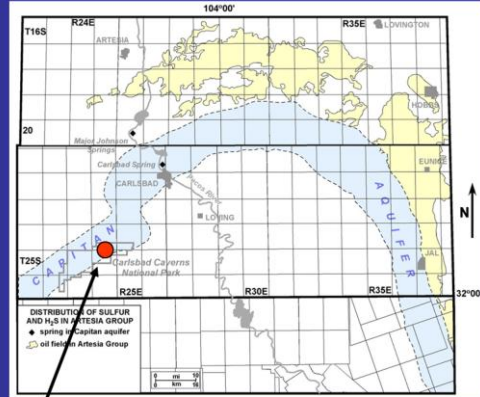 104°00'
T16S
R24E
R35E
LOVINGTON
ARTESIA
HOBBS
20
Major Johnson
Springs
Carlsbad Spring
CARLSBAD
Pecos River
EUNICE
LOVING
CAPITAN
AQUIFER
N
T25S
JAL
Carlsbad Caverns
National Park
R25E
R30E
R35E
32°00'
DISTRIBUTION OF SULFUR
AND H₂S IN ARTESIA GROUP
spring in Capitan aquifer
oil field in Artesia Group
0 mi 10
0 km 16